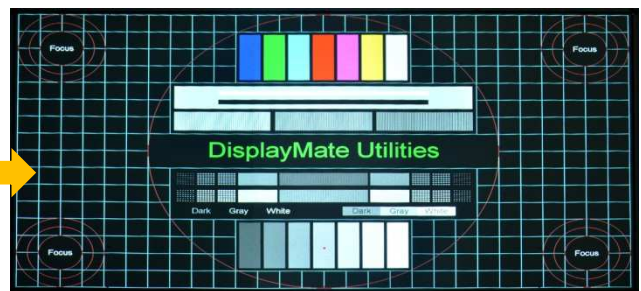 Focus
Focus
DisplayMate Utilities
Dark Gray White Dark Gray White
Focus
Focus